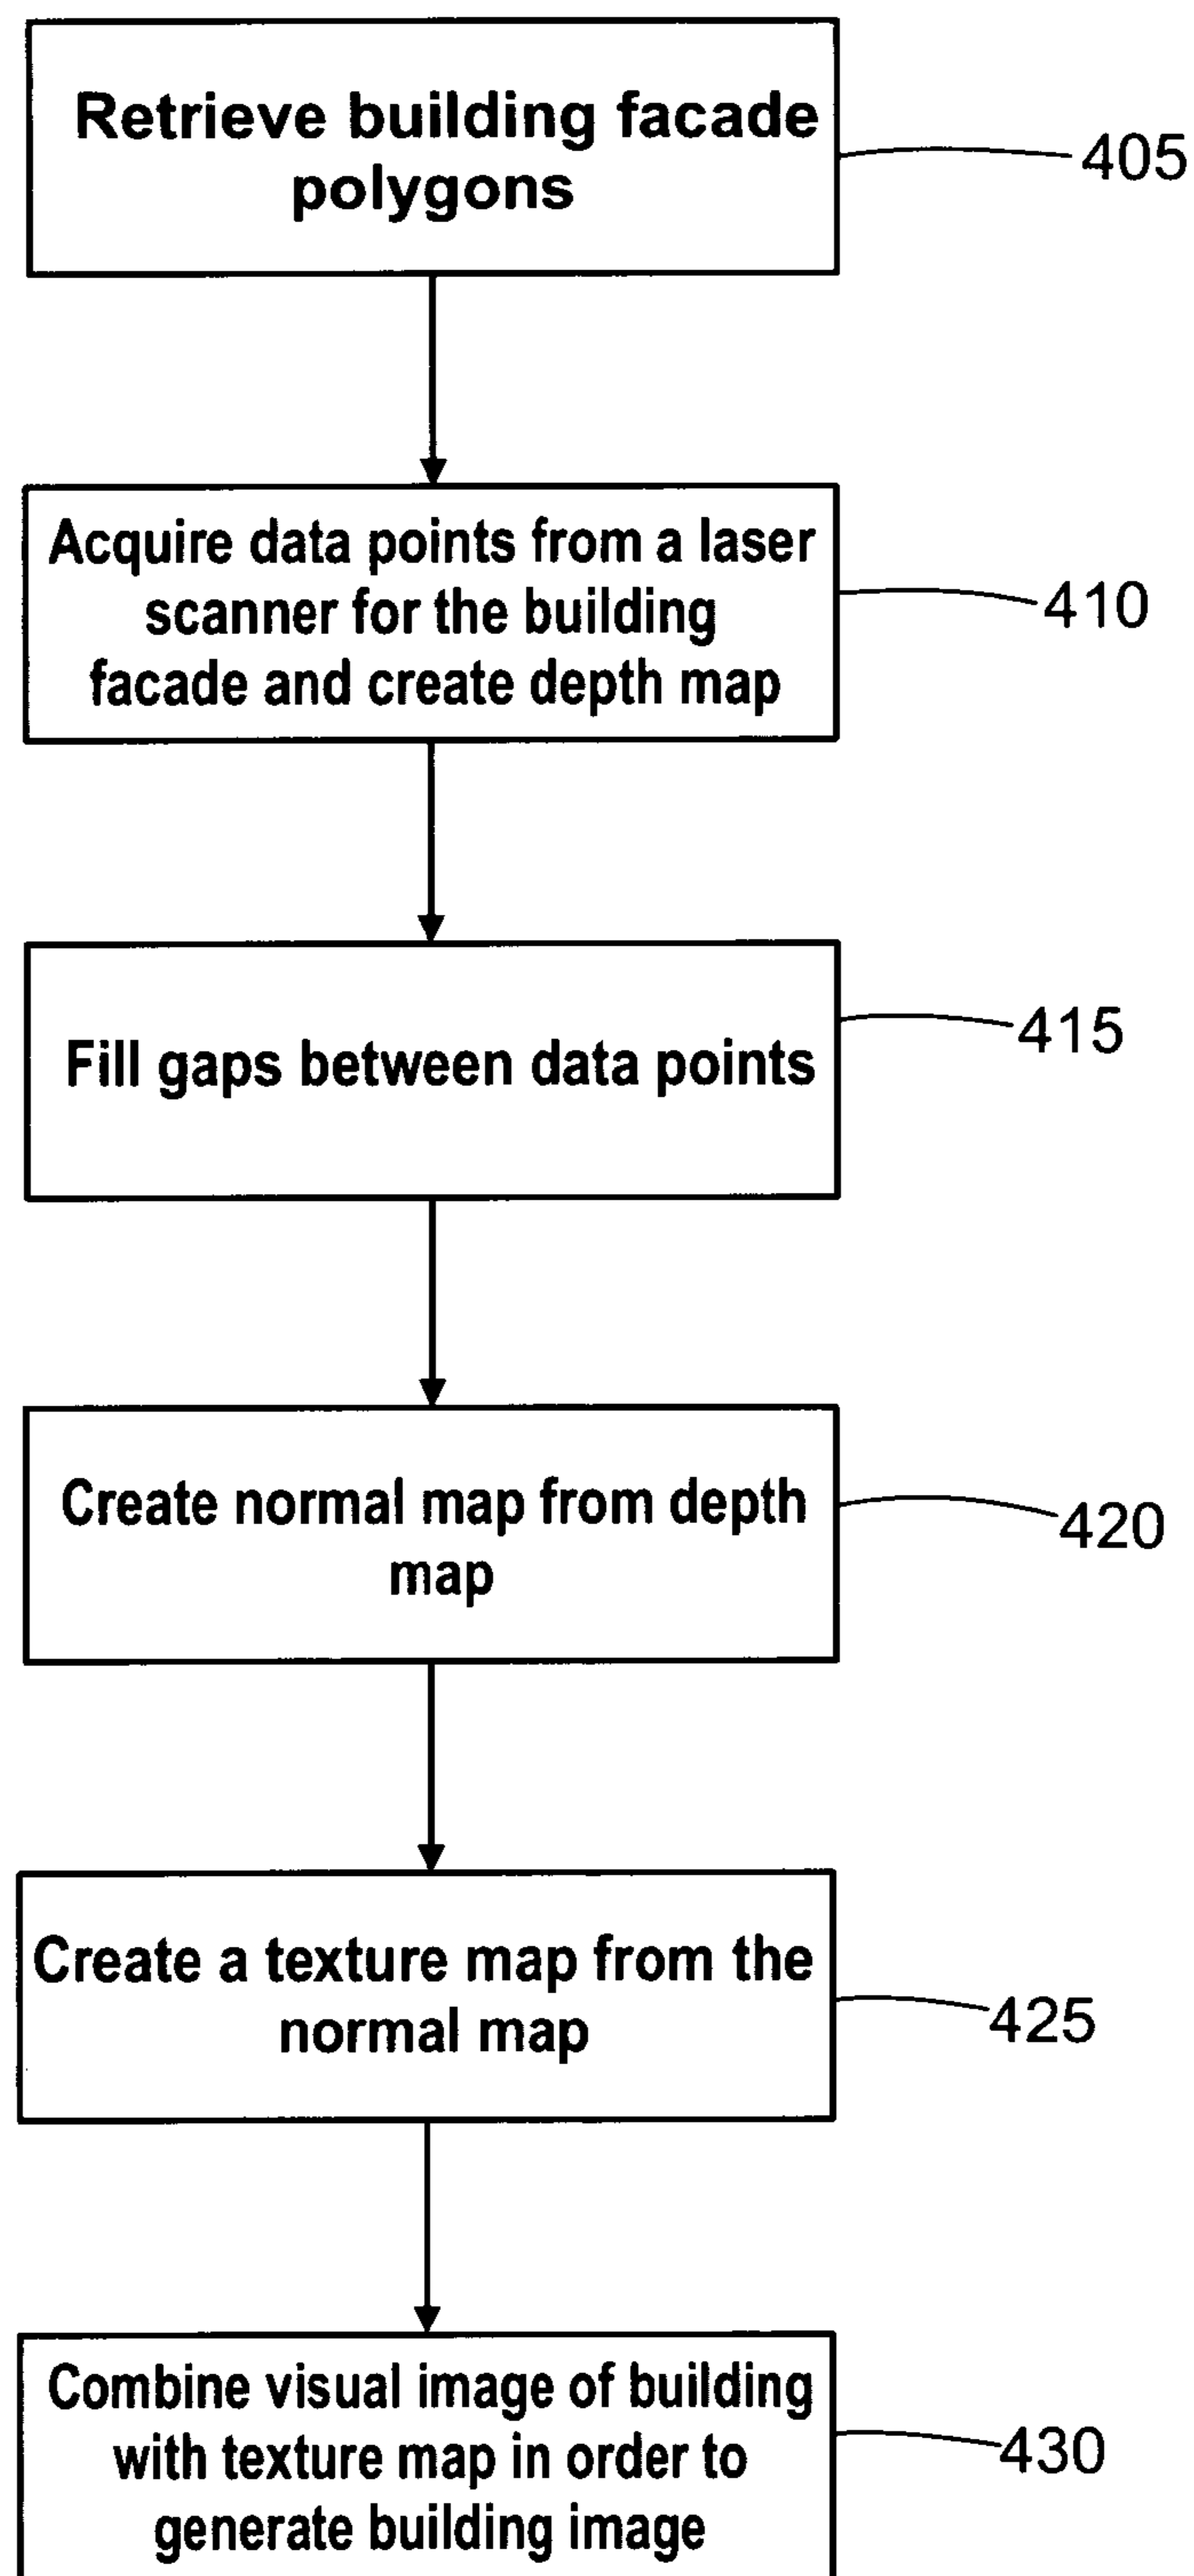 Retrieve building facade
polygons
405
Acquire data points from a laser
scanner for the building
facade and create depth map
410
Fill gaps between data points
415
Create normal map from depth
map
420
Create a texture map from the
normal map
425
Combine visual image of building
with texture map in order to
generate building image
430